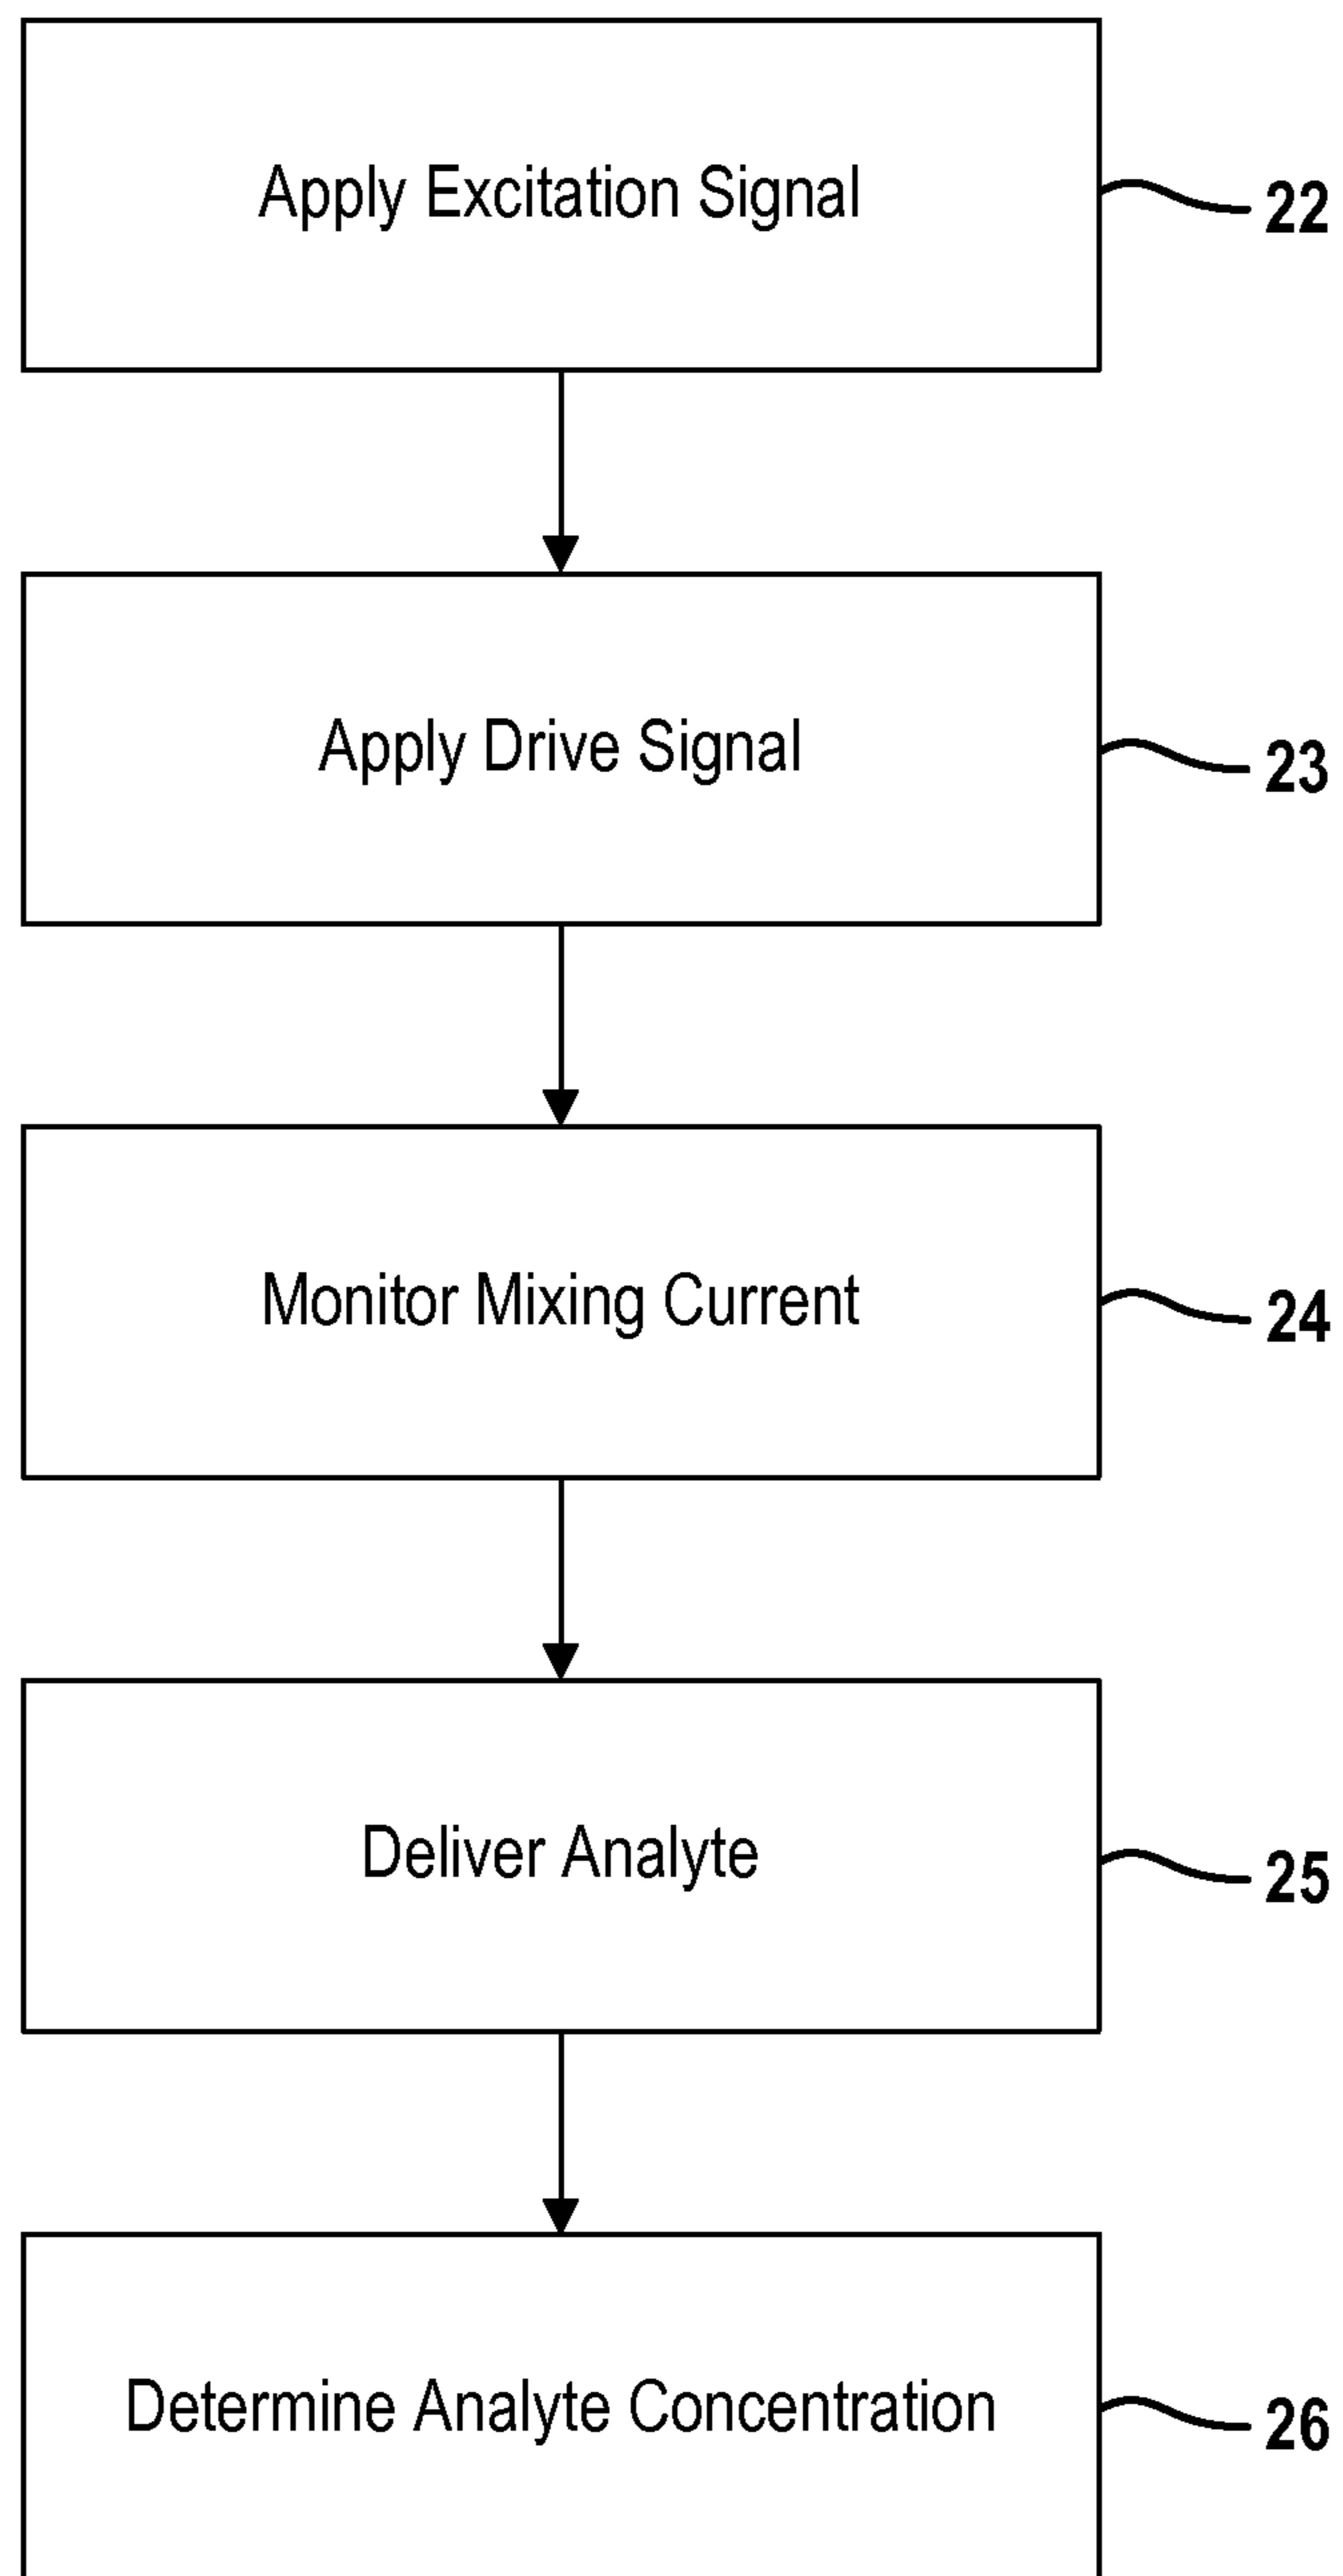 Apply Excitation Signal
22
Apply Drive Signal
23
Monitor Mixing Current
24
Deliver Analyte
25
Determine Analyte Concentration
26